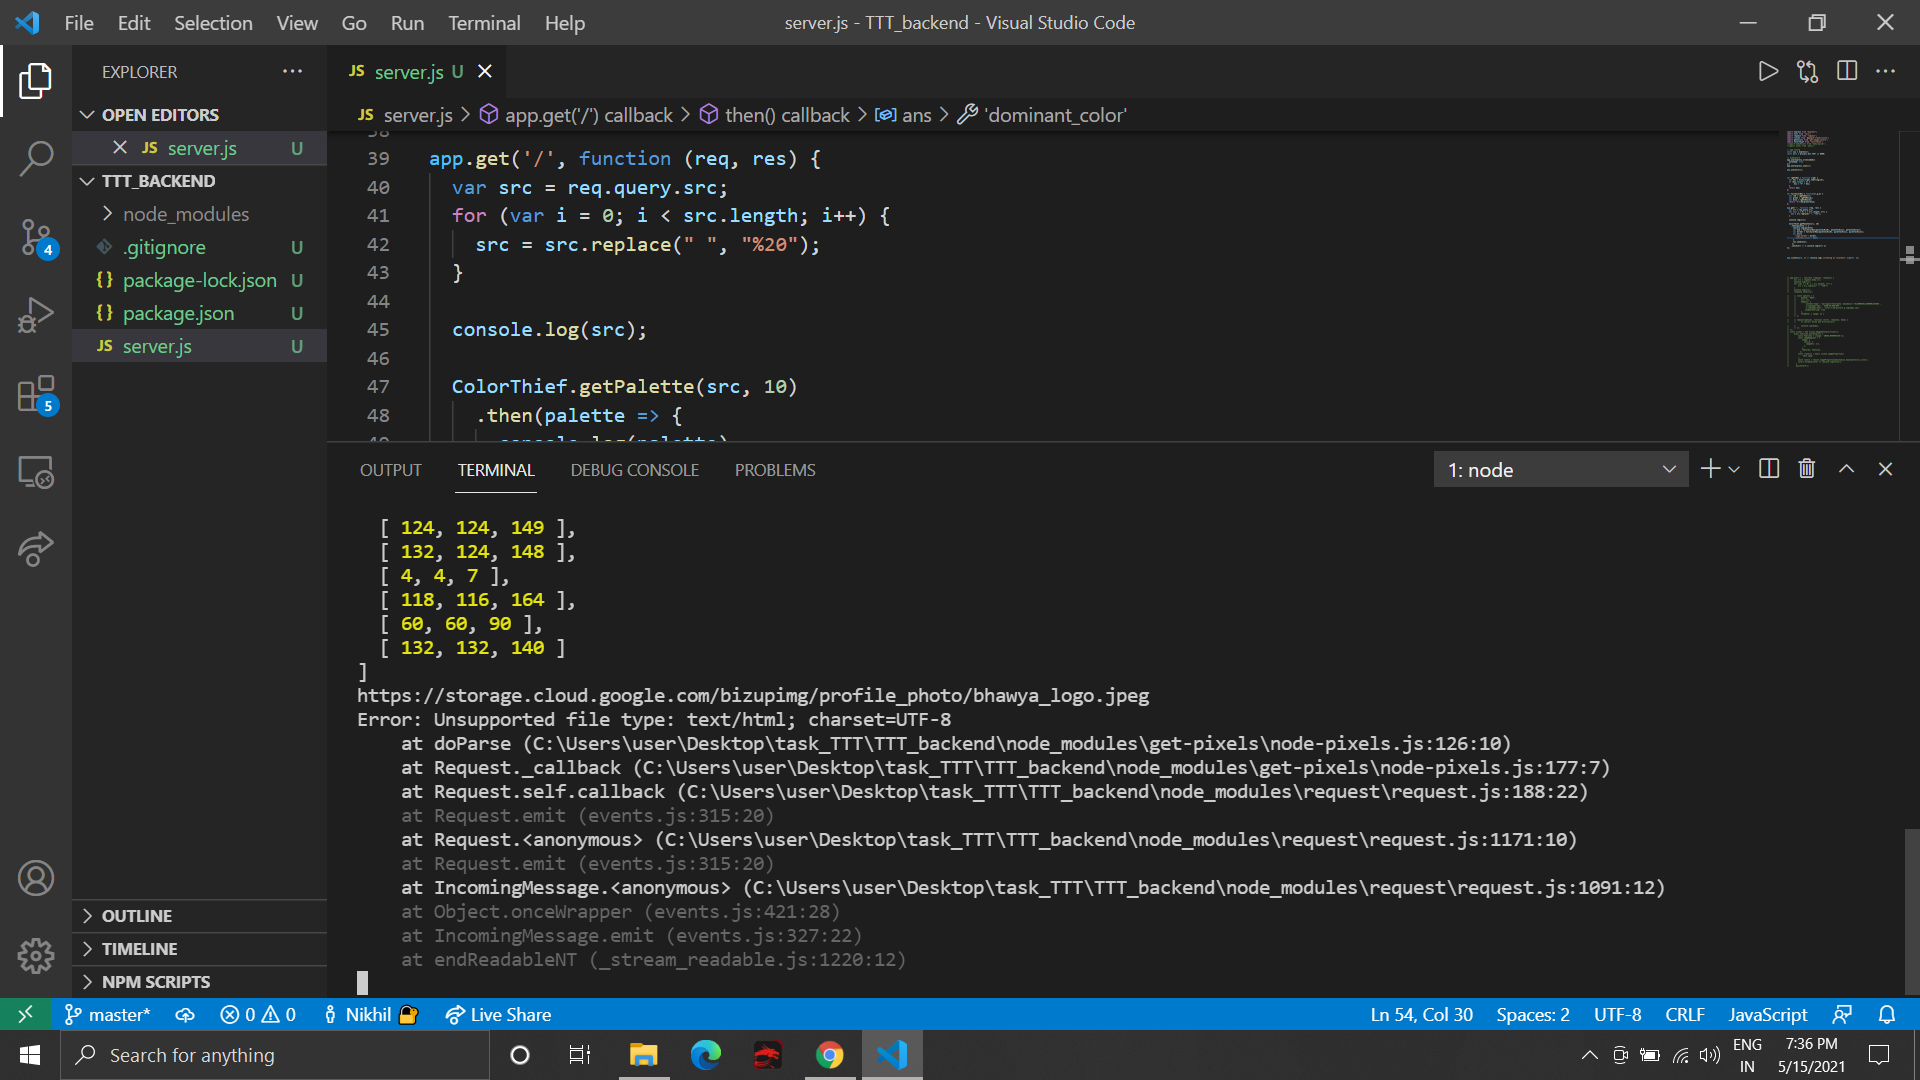 File Edit Selection View Go Run Terminal Help
server.js - TTT_backend - Visual Studio Code
EXPLORER
OPEN EDITORS
JS server.js U
TTT_BACKEND
node_modules
.gitignore U
{} package-lock.json U
{} package.json U
JS server.js U
4
5
OUTLINE
TIMELINE
NPM SCRIPTS
JS server.js U
JS server.js > app.get('/') callback > then() callback > ans > 'dominant_color'
38
39 app.get('/', function (req, res) {
40 var src = req.query.src;
41 for (var i = 0; i < src.length; i++) {
42 src = src.replace(" ", "%20");
43 }
44
45 console.log(src);
46
47 ColorThief.getPalette(src, 10)
48 .then(palette => {
49 console.log(palette)
OUTPUT TERMINAL DEBUG CONSOLE PROBLEMS
1: node
[ 124, 124, 149 ],
[ 132, 124, 148 ],
[ 4, 4, 7 ],
[ 118, 116, 164 ],
[ 60, 60, 90 ],
[ 132, 132, 140 ]
]
https://storage.cloud.google.com/bizupimg/profile_photo/bhawya_logo.jpeg
Error: Unsupported file type: text/html; charset=UTF-8
at doParse (C:\Users\user\Desktop\task_TTT\TTT_backend\node_modules\get-pixels\node-pixels.js:126:10)
at Request._callback (C:\Users\user\Desktop\task_TTT\TTT_backend\node_modules\get-pixels\node-pixels.js:177:7)
at Request.self.callback (C:\Users\user\Desktop\task_TTT\TTT_backend\node_modules\request\request.js:188:22)
at Request.emit (events.js:315:20)
at Request.<anonymous> (C:\Users\user\Desktop\task_TTT\TTT_backend\node_modules\request\request.js:1171:10)
at Request.emit (events.js:315:20)
at IncomingMessage.<anonymous> (C:\Users\user\Desktop\task_TTT\TTT_backend\node_modules\request\request.js:1091:12)
at Object.onceWrapper (events.js:421:28)
at IncomingMessage.emit (events.js:327:22)
at endReadableNT (_stream_readable.js:1220:12)
master* 0 0 Nikhil Live Share
Ln 54, Col 30 Spaces: 2 UTF-8 CRLF JavaScript
Search for anything
ENG
IN
7:36 PM
5/15/2021